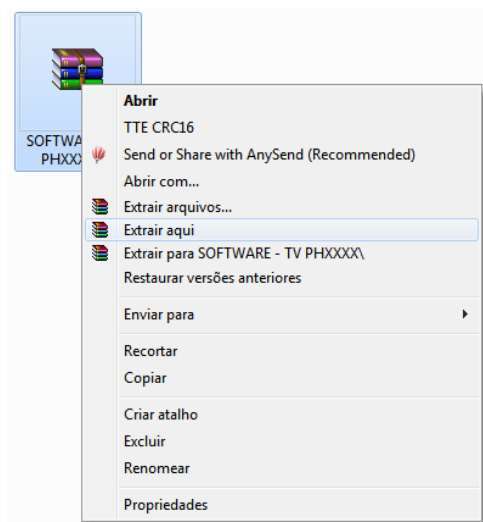 SOFTWA
PHXX
Abrir
TTE CRC16
Send or Share with AnySend (Recommended)
Abrir com...
Extrair arquivos...
Extrair aqui
Extrair para SOFTWARE - TV PHXXXX\
Restaurar versões anteriores
Enviar para
Recortar
Copiar
Criar atalho
Excluir
Renomear
Propriedades